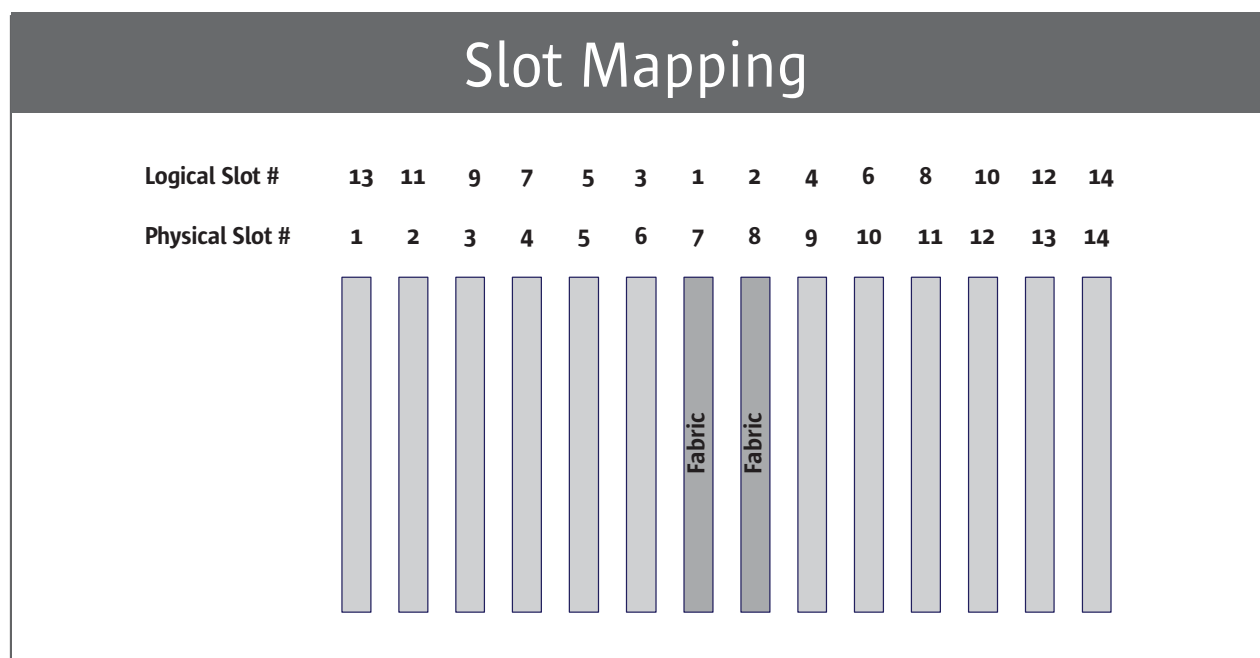 Slot Mapping
Logical Slot # 13 11 9 7 5 3 1 2 4 6 8 10 12 14
Physical Slot # 1 2 3 4 5 6 7 8 9 10 11 12 13 14
Fabric
Fabric